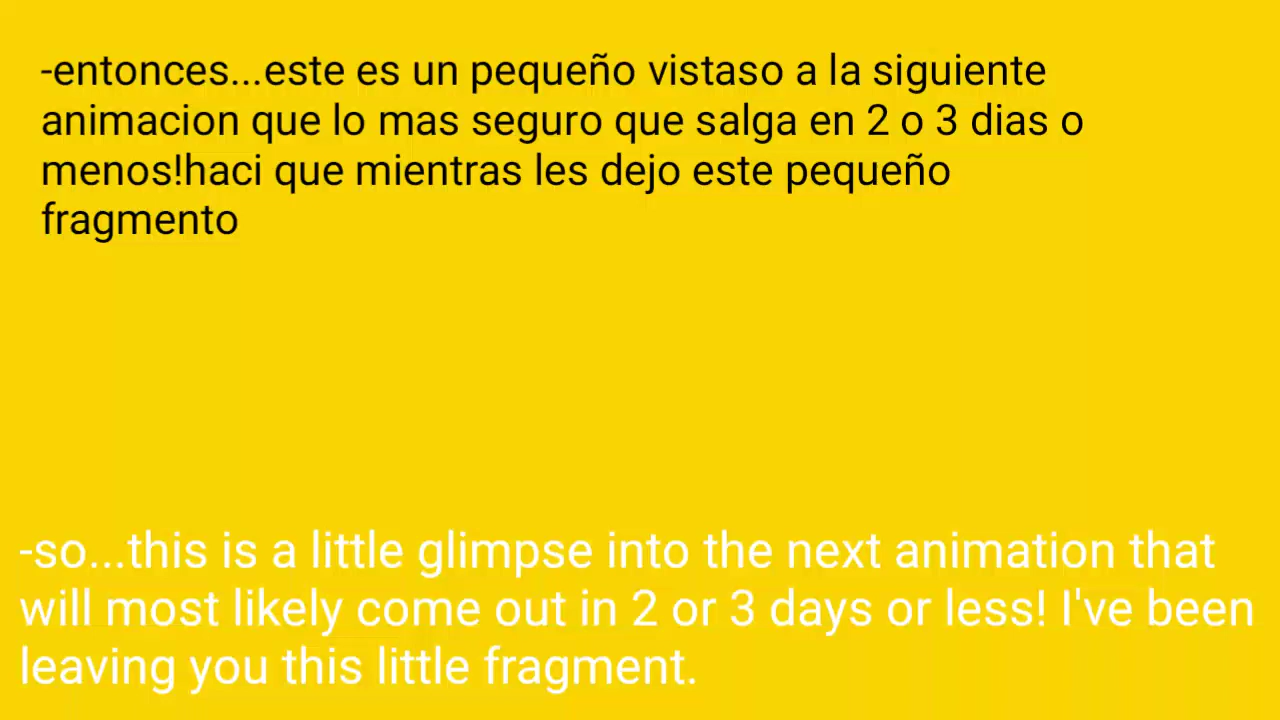 -entonces...este es un pequeño vistaso a la siguiente
animacion que lo mas seguro que salga en 2 o 3 dias o
menos!haci que mientras les dejo este pequeño
fragmento
-so...this is a little glimpse into the next animation that
will most likely come out in 2 or 3 days or less! I've been
leaving you this little fragment.